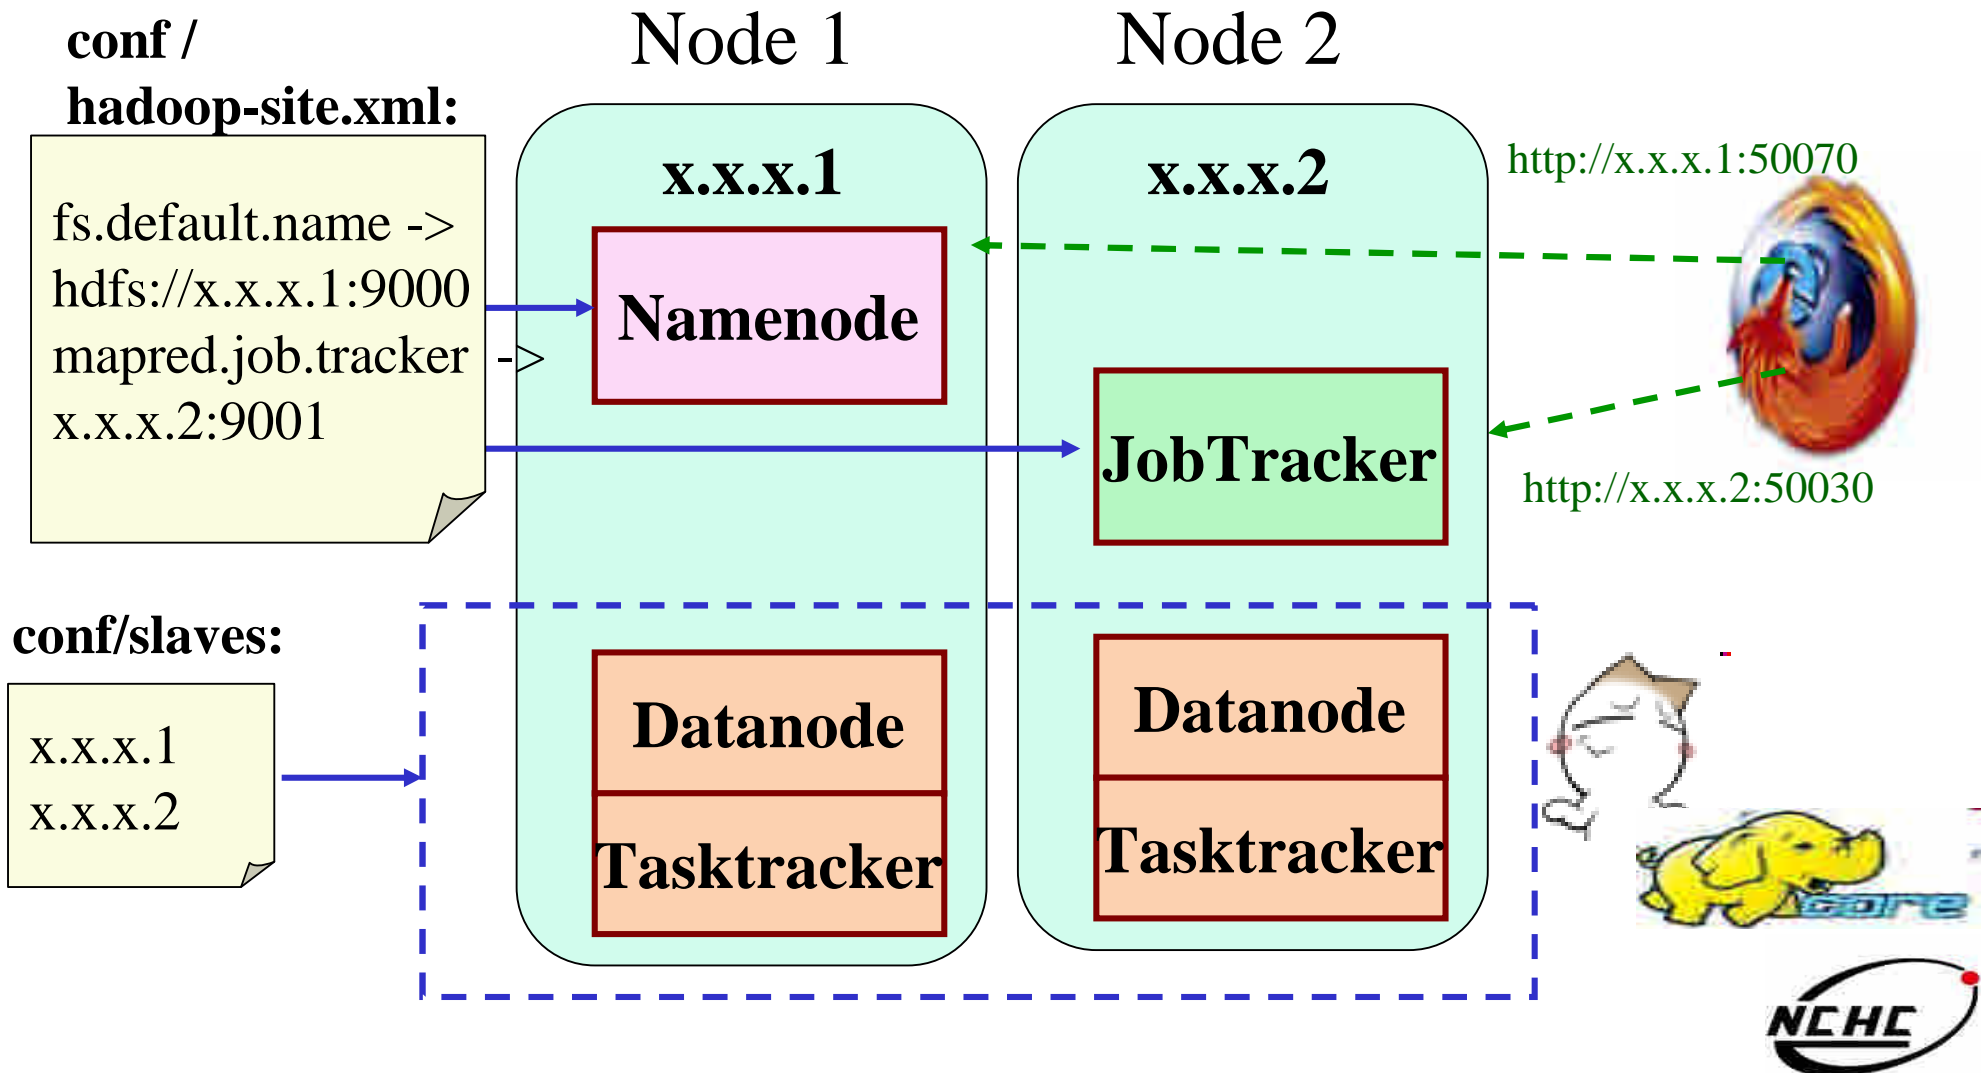 conf /
hadoop-site.xml:
fs.default.name ->
hdfs://x.x.x.1:9000
mapred.job.tracker ->
x.x.x.2:9001
conf/slaves:
x.x.x.1
x.x.x.2
Node 1
x.x.x.1
Namenode
Datanode
Tasktracker
Node 2
x.x.x.2
JobTracker
Datanode
Tasktracker
http://x.x.x.1:50070
http://x.x.x.2:50030
core
NCHC